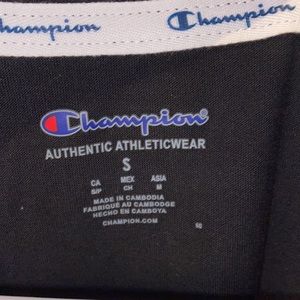 Champion Champion
Champion
AUTHENTIC ATHLETICWEAR
S
CA MEX ASIA
S/P CH M
MADE IN CAMBODIA
FABRIQUÉ AU CAMBODGE
HECHO EN CAMBOYA
CHAMPION.COM